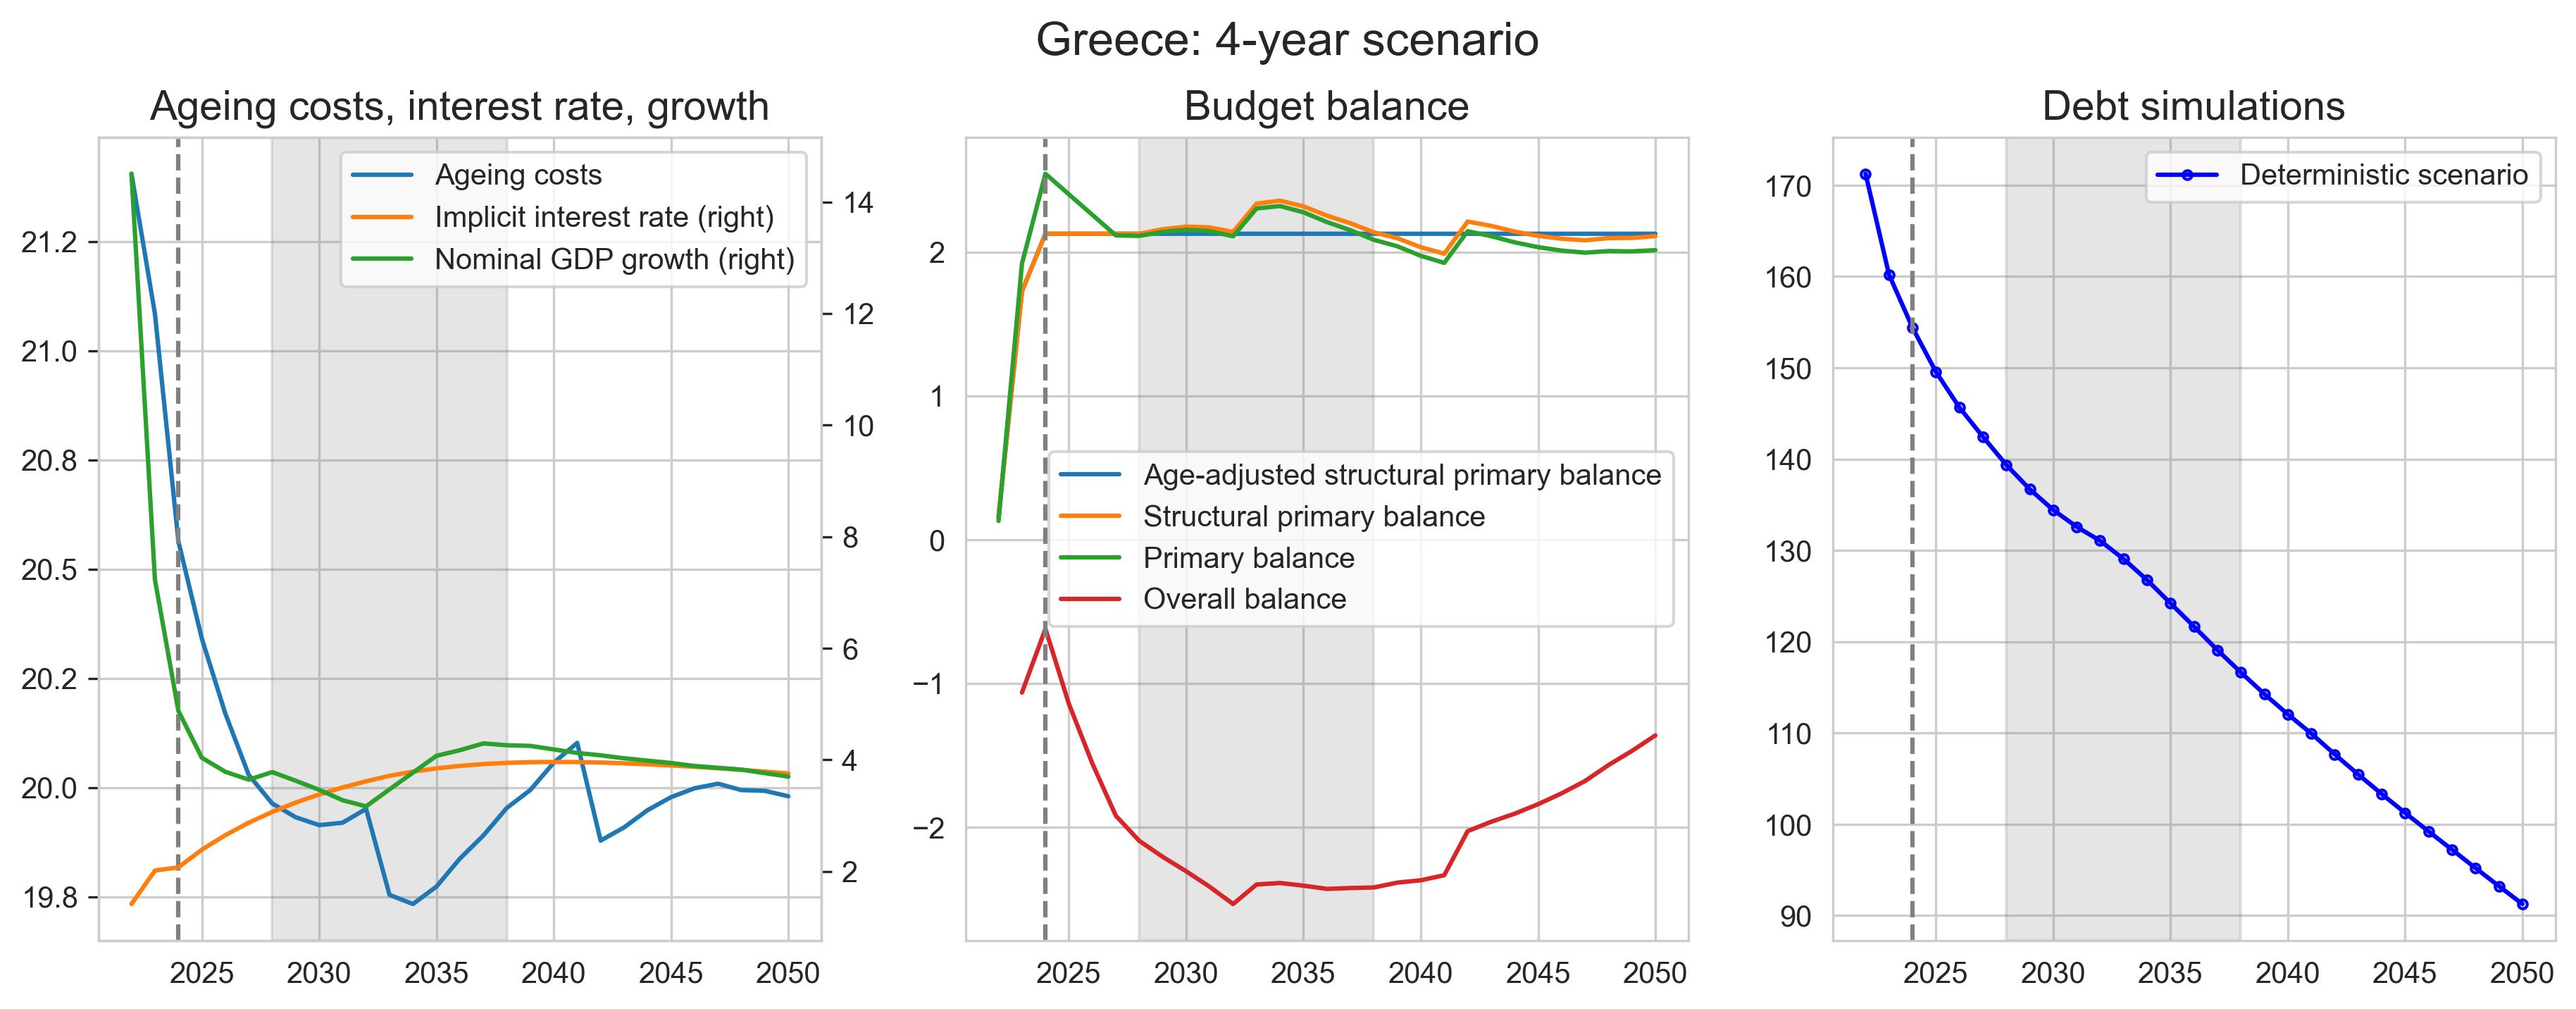 Greece: 4-year scenario
Ageing costs, interest rate, growth
Ageing costs
Implicit interest rate (right)
Nominal GDP growth (right)
21.2
21.0
20.8
20.5
20.2
20.0
19.8
14
12
10
8
6
4
2
2025 2030 2035 2040 2045 2050
Budget balance
2
1
0
−1
−2
Age-adjusted structural primary balance
Structural primary balance
Primary balance
Overall balance
2025 2030 2035 2040 2045 2050
Debt simulations
Deterministic scenario
170
160
150
140
130
120
110
100
90
2025 2030 2035 2040 2045 2050